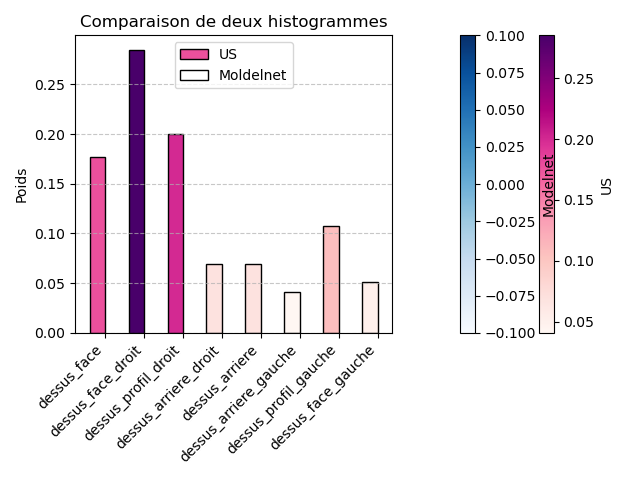 Comparaison de deux histogrammes
US
Moldelnet
Poids
0.25
0.20
0.15
0.10
0.05
0.00
dessus_face
dessus_face_droit
dessus_profil_droit
dessus_arriere_droit
dessus_arriere
dessus_arriere_gauche
dessus_profil_gauche
dessus_face_gauche
0.100
0.075
0.050
0.025
0.000
−0.025
−0.050
−0.075
−0.100
Modelnet
0.25
0.20
0.15
0.10
0.05
US